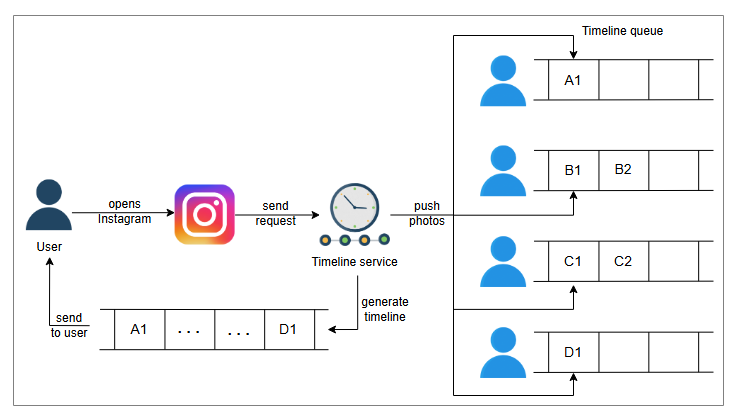 Timeline queue
A1
B1 B2
opens
Instagram
send
request
push
photos
User
Timeline service
C1 C2
generate
timeline
send
to user
A1 ... ... D1
D1